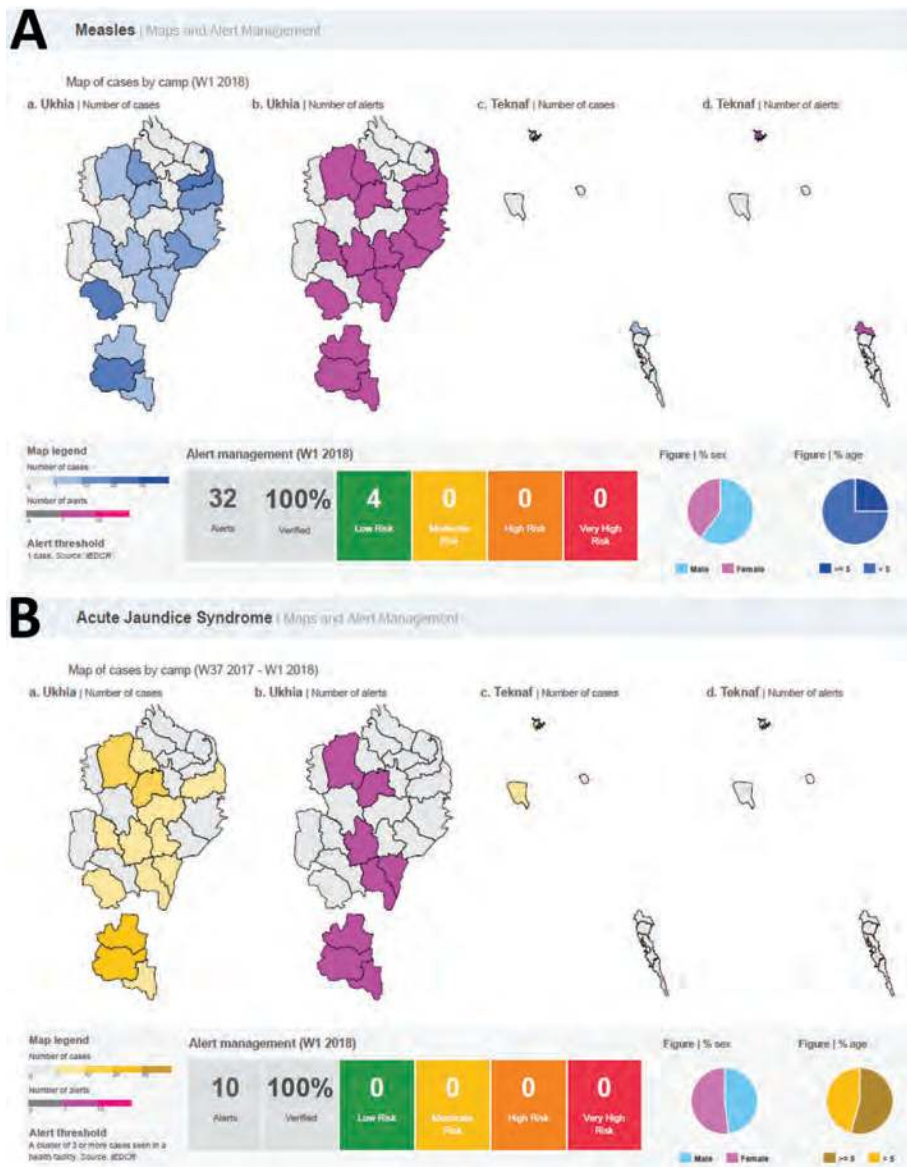 A
Measles | Maps and Alert Management
Map of cases by camp (W1 2018)
a. Ukhia | Number of cases
b. Ukhia | Number of alerts
c. Teknaf | Number of cases
d. Teknaf | Number of alerts
Map legend
Number of cases
Number of alerts
Alert threshold
1 case. Source: IEDCR
Alert management (W1 2018)
32
Alerts
100%
Verified
4
Low Risk
0
Moderate
Risk
0
High Risk
0
Very High
Risk
Figure | % sex
Male
Female
Figure | % age
>= 5
< 5
B
Acute Jaundice Syndrome | Maps and Alert Management
Map of cases by camp (W37 2017 - W1 2018)
a. Ukhia | Number of cases
b. Ukhia | Number of alerts
c. Teknaf | Number of cases
d. Teknaf | Number of alerts
Map legend
Number of cases
Number of alerts
Alert threshold
A cluster of 3 or more cases seen in a
health facility. Source: IEDCR
Alert management (W1 2018)
10
Alerts
100%
Verified
0
Low Risk
0
Moderate
Risk
0
High Risk
0
Very High
Risk
Figure | % sex
Male
Female
Figure | % age
>= 5
< 5